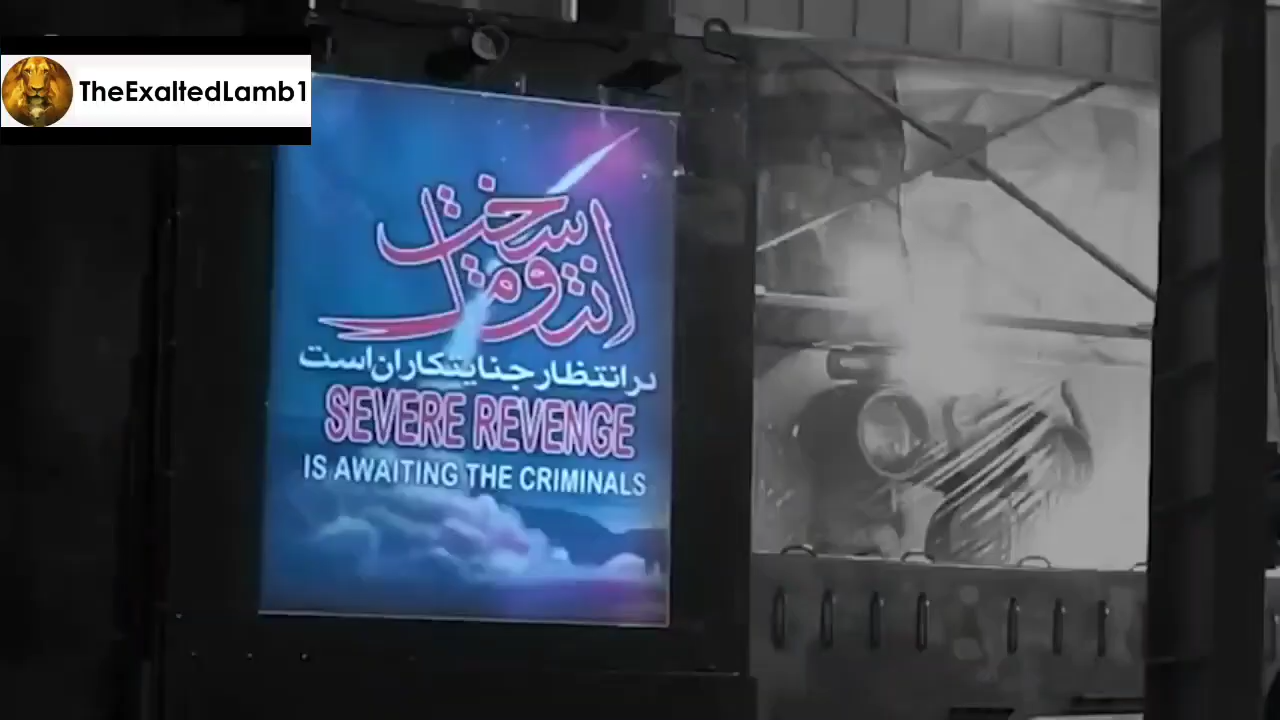 TheExaltedLamb1
انتقام سخت
در انتظار جنایتکاران است
SEVERE REVENGE
IS AWAITING THE CRIMINALS